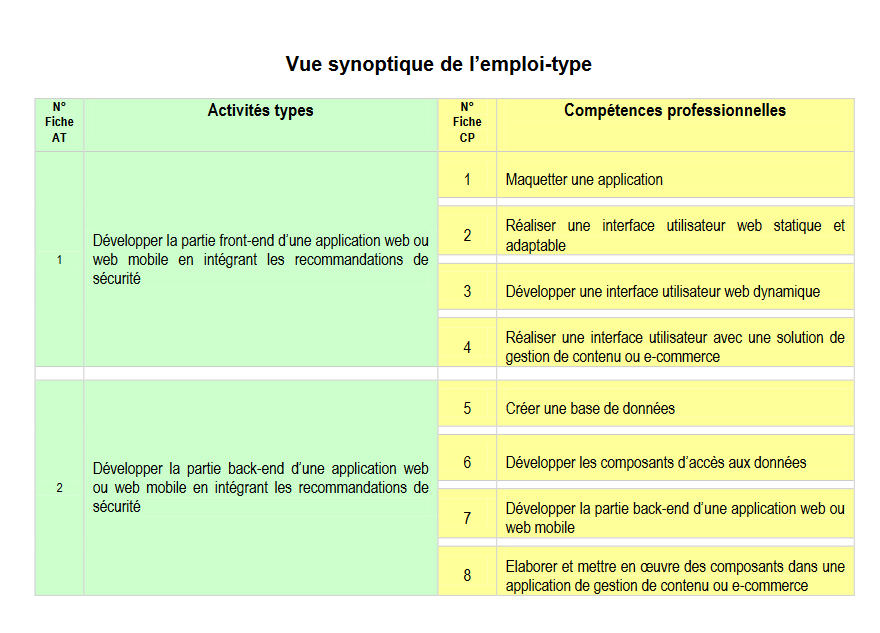 Vue synoptique de l’emploi-type
N°
Fiche
AT
Activités types
N°
Fiche
CP
Compétences professionnelles
1
Développer la partie front-end d’une application web ou
web mobile en intégrant les recommandations de
sécurité
1
Maquetter une application
2
Réaliser une interface utilisateur web statique et
adaptable
3
Développer une interface utilisateur web dynamique
4
Réaliser une interface utilisateur avec une solution de
gestion de contenu ou e-commerce
2
Développer la partie back-end d’une application web
ou web mobile en intégrant les recommandations de
sécurité
5
Créer une base de données
6
Développer les composants d’accès aux données
7
Développer la partie back-end d’une application web ou
web mobile
8
Elaborer et mettre en œuvre des composants dans une
application de gestion de contenu ou e-commerce